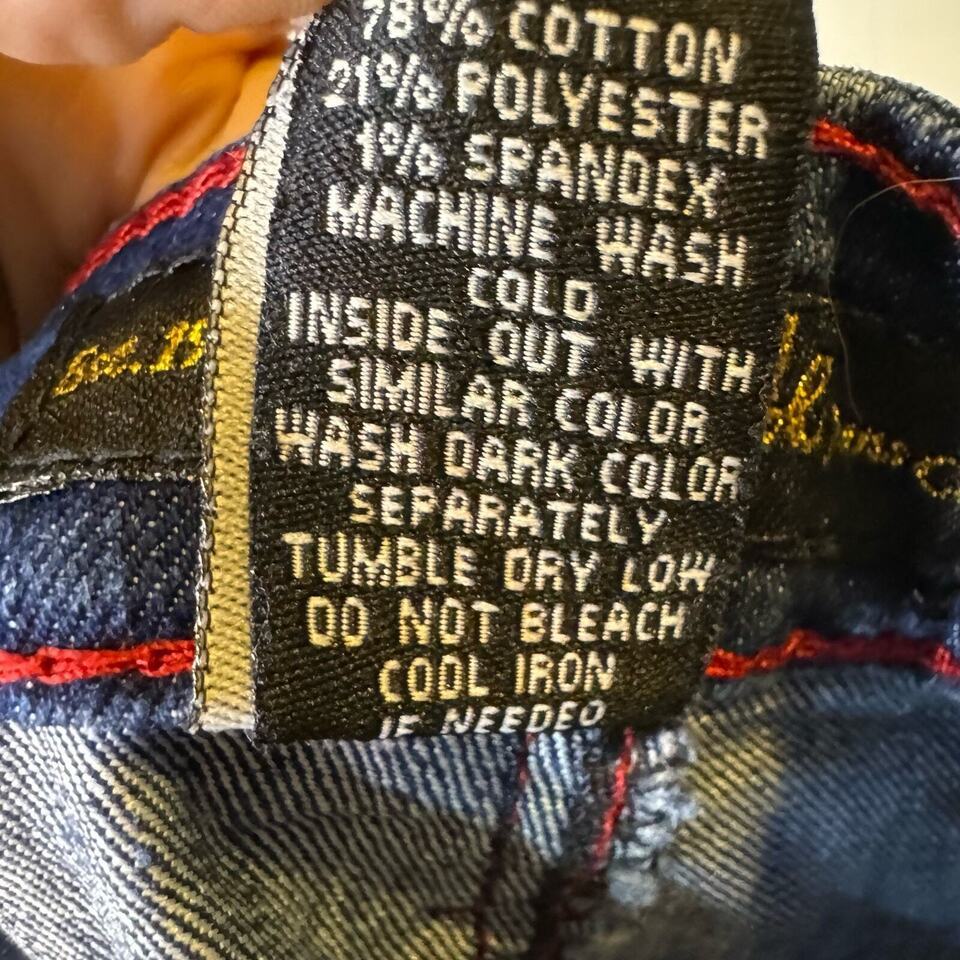 78% COTTON
21% POLYESTER
1% SPANDEX
MACHINE WASH
COLD
INSIDE OUT WITH
SIMILAR COLOR
WASH DARK COLOR
SEPARATELY
TUMBLE DRY LOW
DO NOT BLEACH
COOL IRON
IF NEEDED